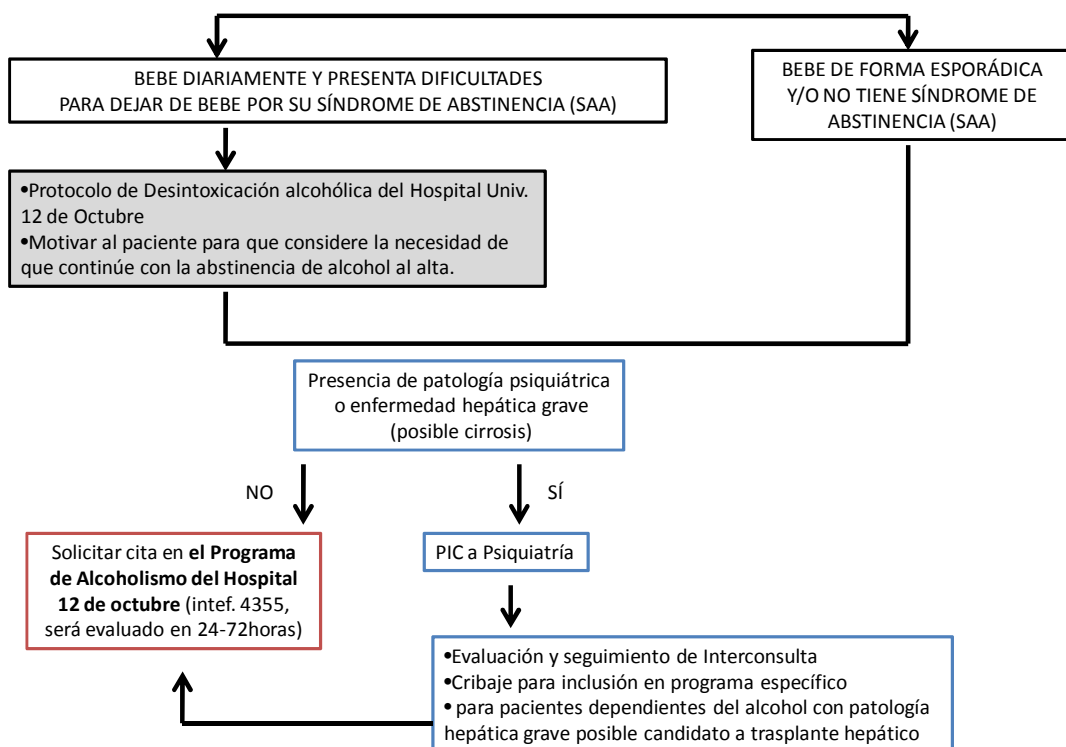 BEBE DIARIAMENTE Y PRESENTA DIFICULTADES
PARA DEJAR DE BEBE POR SU SÍNDROME DE ABSTINENCIA (SAA)
BEBE DE FORMA ESPORÁDICA
Y/O NO TIENE SÍNDROME DE
ABSTINENCIA (SAA)
•Protocolo de Desintoxicación alcohólica del Hospital Univ.
12 de Octubre
•Motivar al paciente para que considere la necesidad de
que continúe con la abstinencia de alcohol al alta.
Presencia de patología psiquiátrica
o enfermedad hepática grave
(posible cirrosis)
NO
SÍ
Solicitar cita en el Programa
de Alcoholismo del Hospital
12 de octubre (intef. 4355,
será evaluado en 24-72horas)
PIC a Psiquiatría
•Evaluación y seguimiento de Interconsulta
•Cribaje para inclusión en programa específico
• para pacientes dependientes del alcohol con patología
hepática grave posible candidato a trasplante hepático